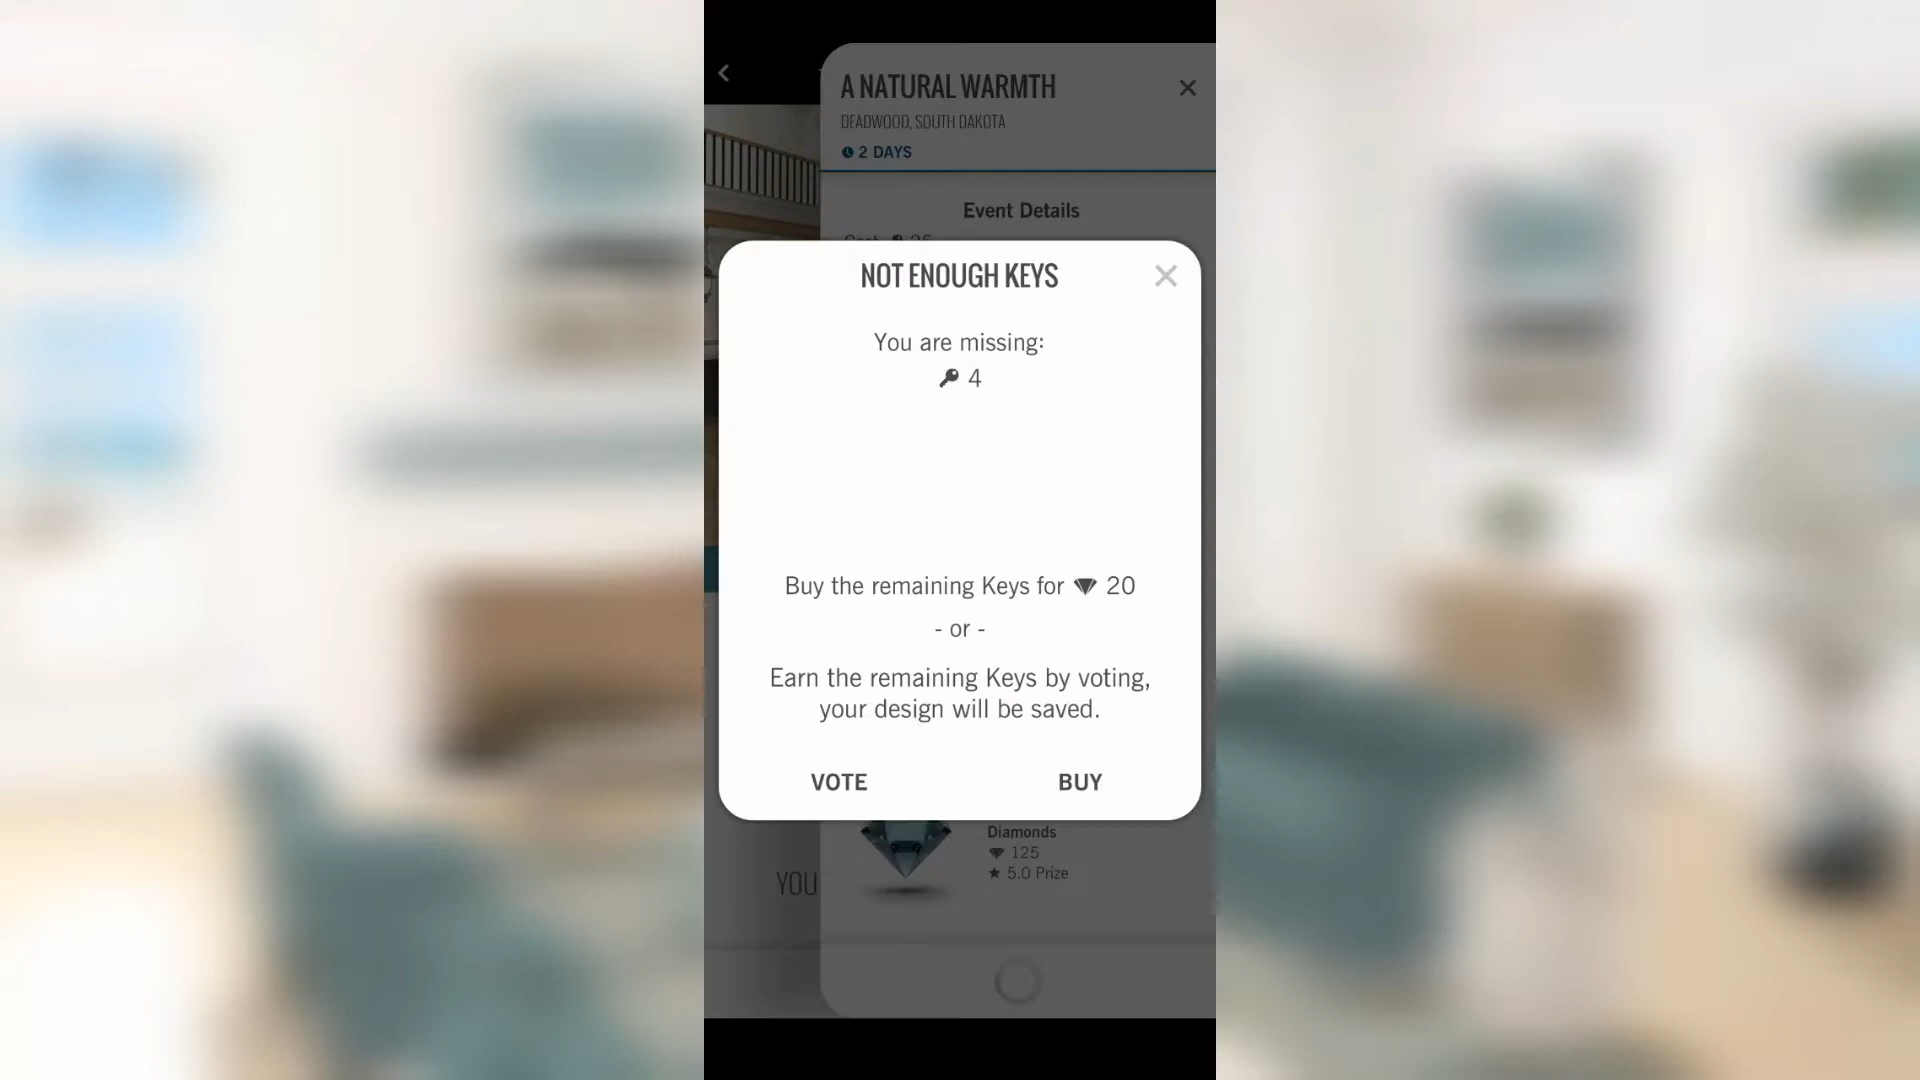 A NATURAL WARMTH
DEADWOOD, SOUTH DAKOTA
2 DAYS
Event Details
NOT ENOUGH KEYS
You are missing:
4
Buy the remaining Keys for 20
- or -
Earn the remaining Keys by voting,
your design will be saved.
VOTE BUY
Diamonds
125
5.0 Prize
YOU